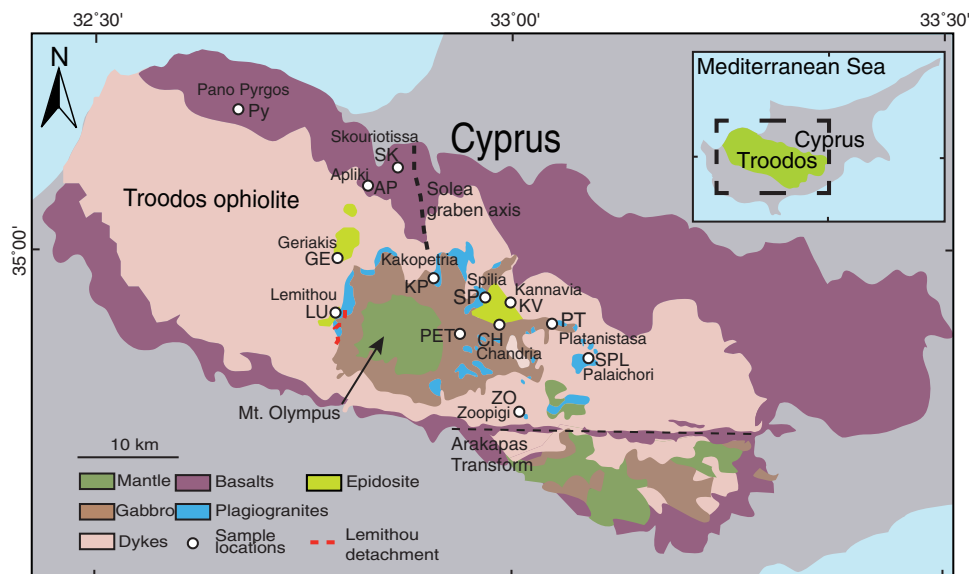 32˚30'
33˚00'
33˚30'
N
Mediterranean Sea
Cyprus
Troodos
Pano Pyrgos
Py
Skouriotissa
SK
Cyprus
Apliki
AP
Solea
graben axis
Troodos ophiolite
35˚00'
Geriakis
GE
Kakopetria
KP
Spilia
SP
Kannavia
KV
Lemithou
LU
PET
CH
Chandria
PT
Platanistasa
SPL
Palaichori
ZO
Zoopigi
Mt. Olympus
Arakapas
Transform
10 km
Mantle
Basalts
Epidosite
Gabbro
Plagiogranites
Dykes
Sample
locations
Lemithou
detachment